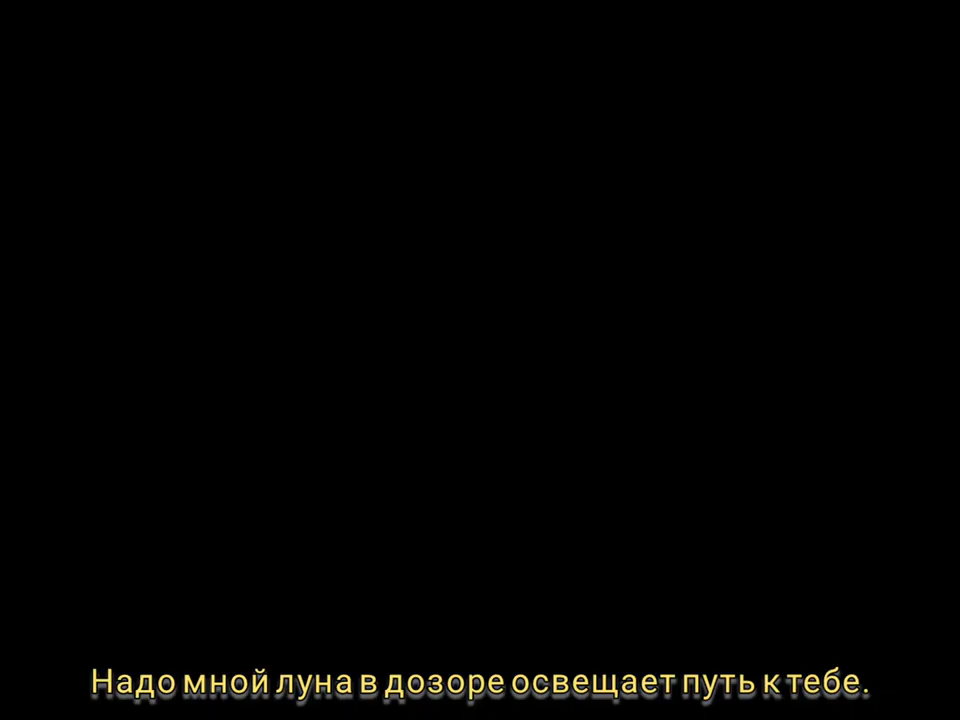 Надо мной луна в дозоре освещает путь к тебе.